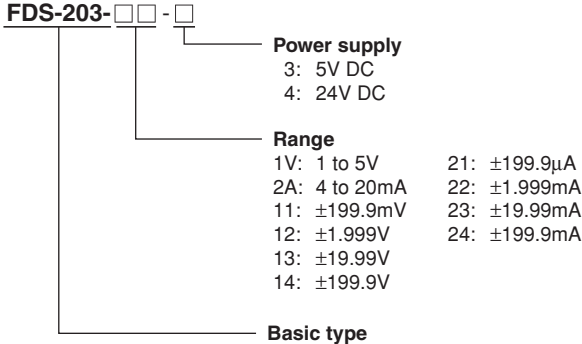 FDS-203-□□-□
Power supply
3: 5V DC
4: 24V DC
Range
1V: 1 to 5V 21: ±199.9μA
2A: 4 to 20mA 22: ±1.999mA
11: ±199.9mV 23: ±19.99mA
12: ±1.999V 24: ±199.9mA
13: ±19.99V
14: ±199.9V
Basic type